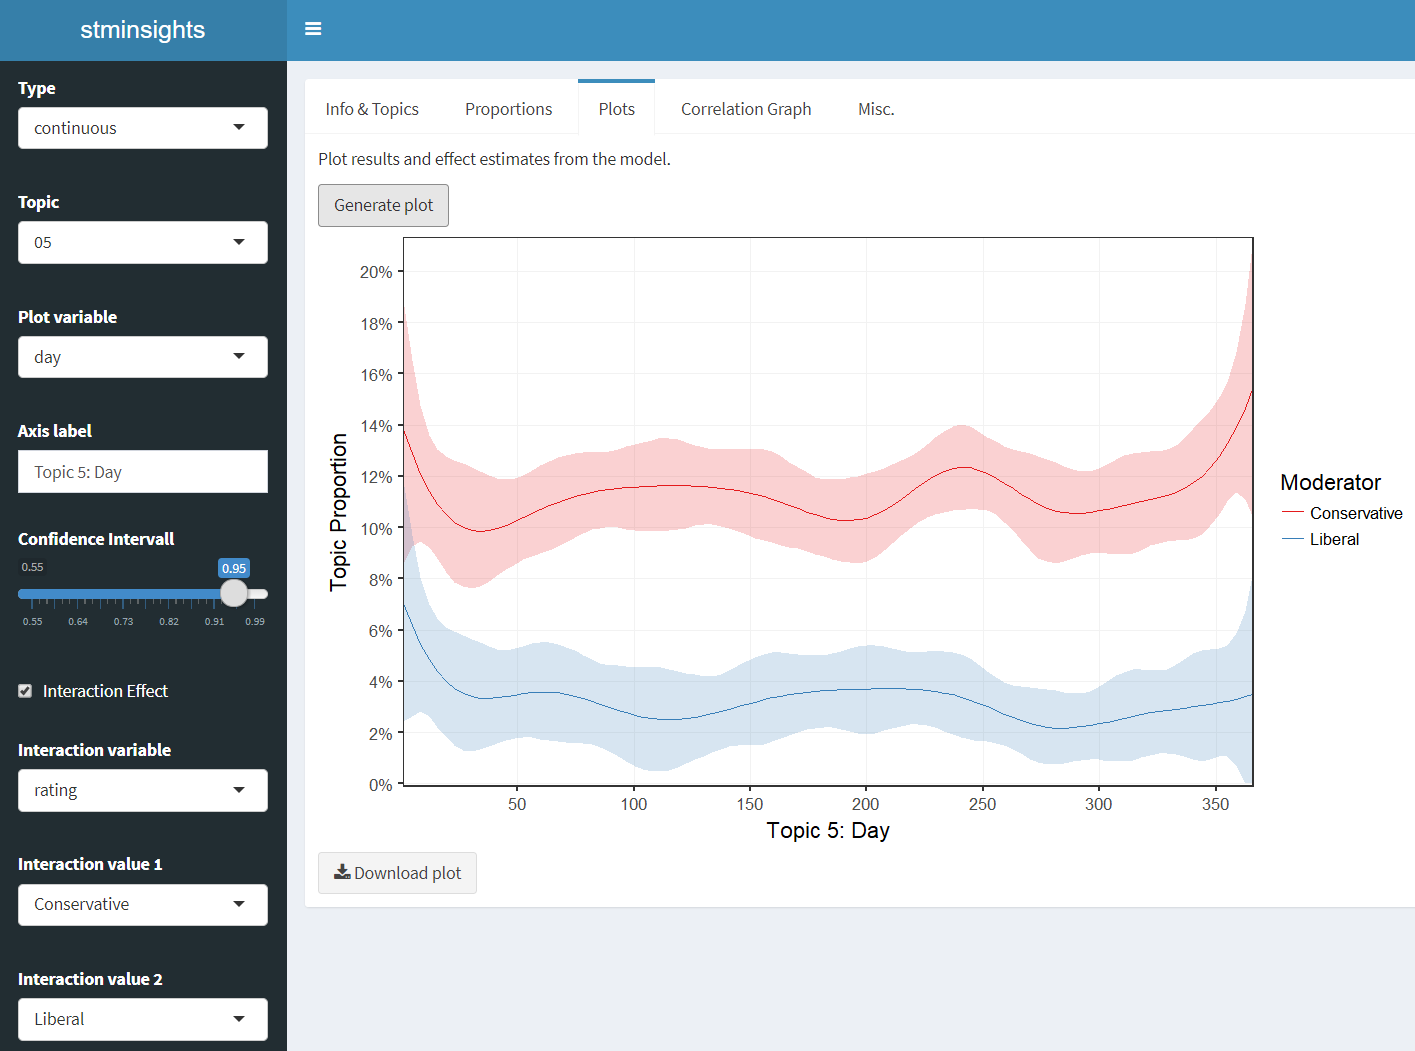 stminsights
Type
continuous
Topic
05
Plot variable
day
Axis label
Topic 5: Day
Confidence Intervall
0.55
0.95
0.55 0.64 0.73 0.82 0.91 0.99
Interaction Effect
Interaction variable
rating
Interaction value 1
Conservative
Interaction value 2
Liberal
Info & Topics Proportions Plots Correlation Graph Misc.
Plot results and effect estimates from the model.
Generate plot
Topic Proportion
20%
18%
16%
14%
12%
10%
8%
6%
4%
2%
0%
50 100 150 200 250 300 350
Topic 5: Day
Moderator
Conservative
Liberal
Download plot